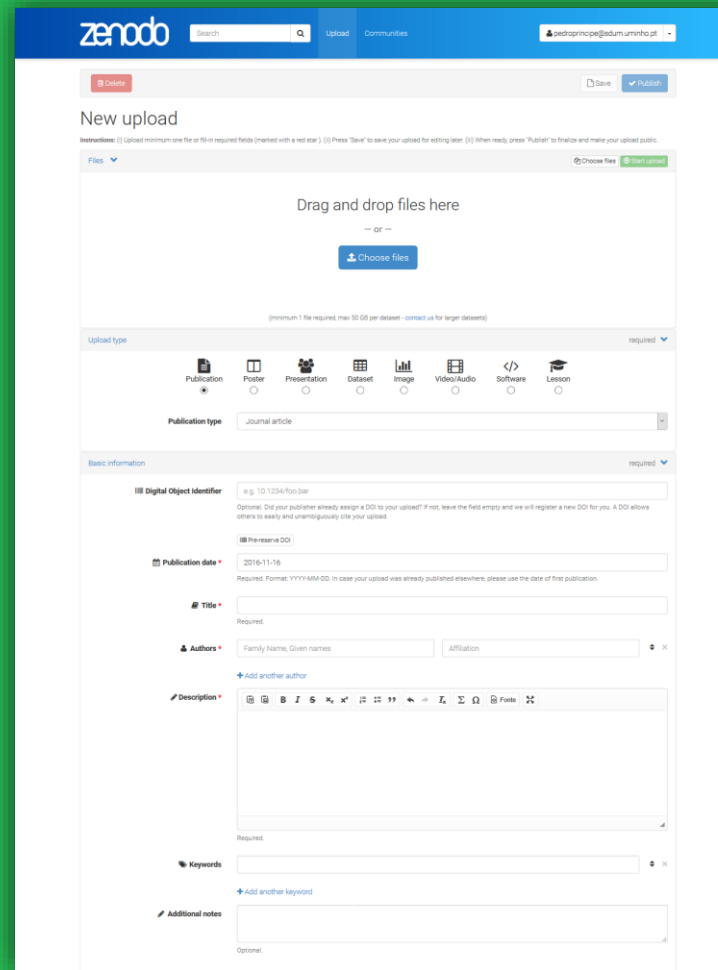 zenodo
Search
Upload
Communities
pedroprincipe@sdum.uminho.pt
Delete
Save
Publish
New upload
Instructions: (i) Upload minimum one file or fill-in required fields (marked with a red star ). (ii) Press "Save" to save your upload for editing later. (iii) When ready, press "Publish" to finalize and make your upload public.
Files
Choose files
Start upload
Drag and drop files here
— or —
Choose files
(minimum 1 file required, max 50 GB per dataset - contact us for larger datasets)
Upload type
required
Publication
Poster
Presentation
Dataset
Image
Video/Audio
Software
Lesson
Publication type
Journal article
Basic information
required
Digital Object Identifier
e.g. 10.1234/foo.bar
Optional. Did your publisher already assign a DOI to your upload? If not, leave the field empty and we will register a new DOI for you. A DOI allows
others to easily and unambiguously cite your upload.
Pre-reserve DOI
Publication date *
2016-11-16
Required. Format: YYYY-MM-DD. In case your upload was already published elsewhere, please use the date of first publication.
Title *
Required.
Authors *
Family Name, Given names
Affiliation
+ Add another author
Description *
B I S x₂ x² Iₓ Σ Ω Fonte
Required.
Keywords
+ Add another keyword
Additional notes
Optional.